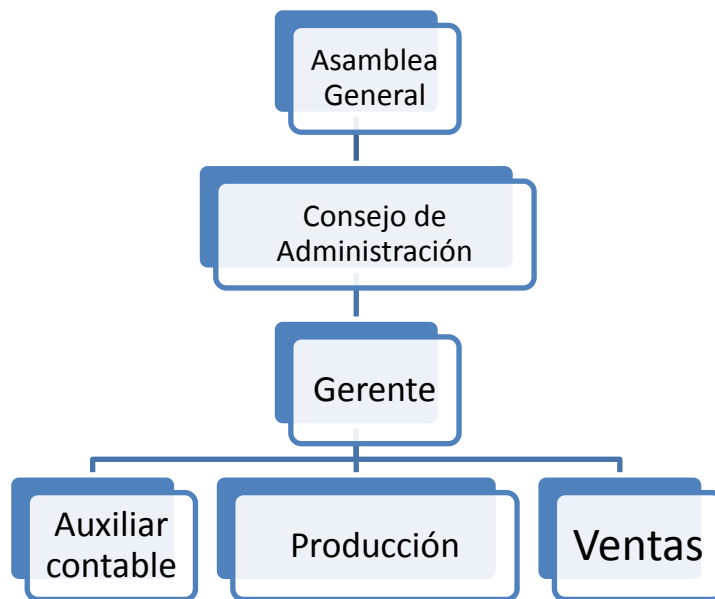 Asamblea
General
Consejo de
Administración
Gerente
Auxiliar
contable
Producción
Ventas